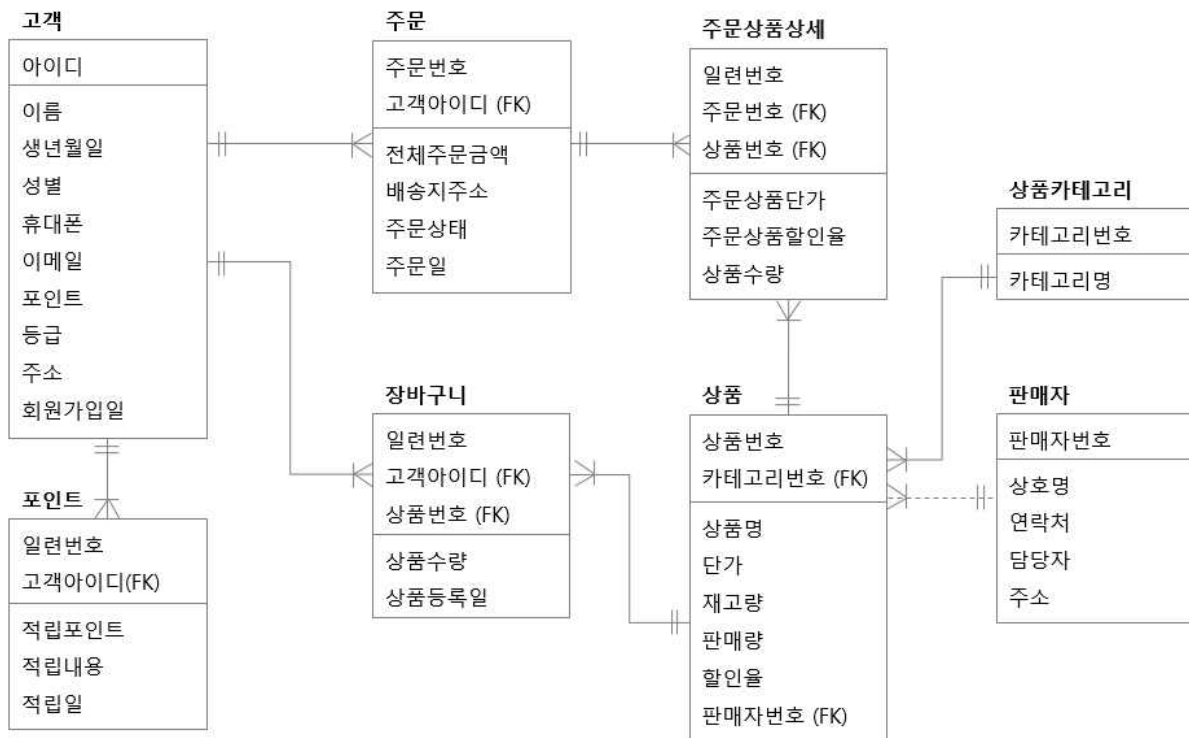 고객
아이디
이름
생년월일
성별
휴대폰
이메일
포인트
등급
주소
회원가입일
주문
주문번호
고객아이디 (FK)
전체주문금액
배송지주소
주문상태
주문일
주문상품상세
일련번호
주문번호 (FK)
상품번호 (FK)
주문상품단가
주문상품할인율
상품수량
상품카테고리
카테고리번호
카테고리명
포인트
일련번호
고객아이디(FK)
적립포인트
적립내용
적립일
장바구니
일련번호
고객아이디 (FK)
상품번호 (FK)
상품수량
상품등록일
상품
상품번호
카테고리번호 (FK)
상품명
단가
재고량
판매량
할인율
판매자번호 (FK)
판매자
판매자번호
상호명
연락처
담당자
주소